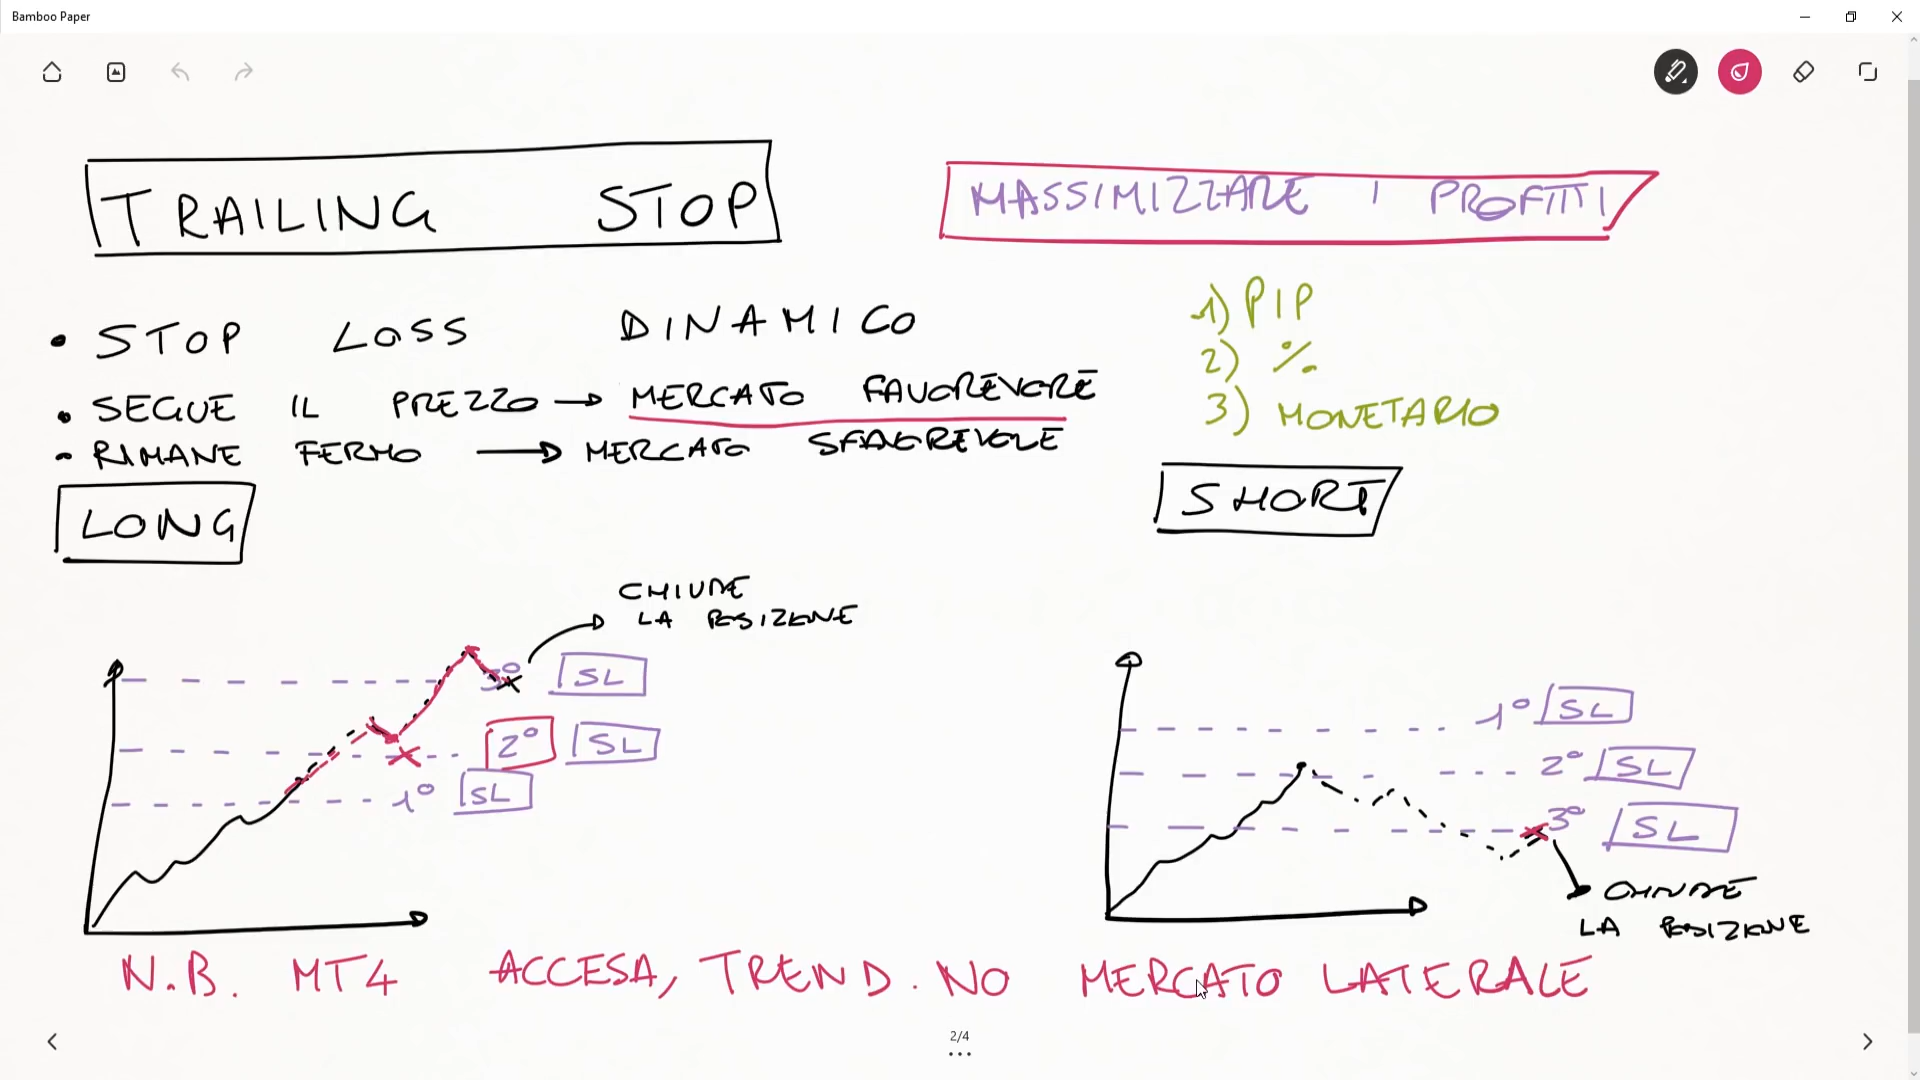 Bamboo Paper
TRAILING STOP
MASSIMIZZARE I PROFITTI
• STOP LOSS DINAMICO
• SEGUE IL PREZZO → MERCATO FAVOREVOLE
• RIMANE FERMO → MERCATO SFAVOREVOLE
1) PIP
2) %
3) MONETARIO
LONG
SHORT
CHIUDE
LA POSIZIONE
3° SL
2° SL
1° SL
1° SL
2° SL
3° SL
CHIUDE
LA POSIZIONE
N.B. MT4 ACCESA, TREND. NO MERCATO LATERALE
2/4